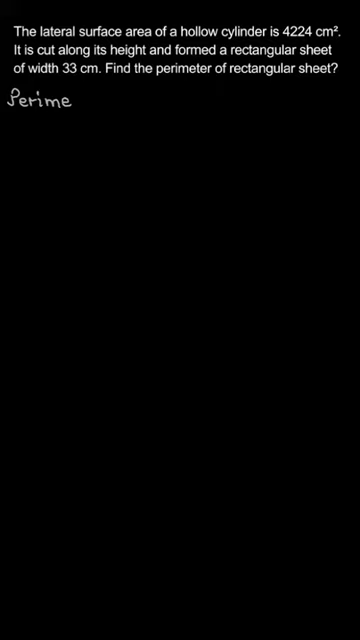 The lateral surface area of a hollow cylinder is 4224 cm².
It is cut along its height and formed a rectangular sheet
of width 33 cm. Find the perimeter of rectangular sheet?
Perime